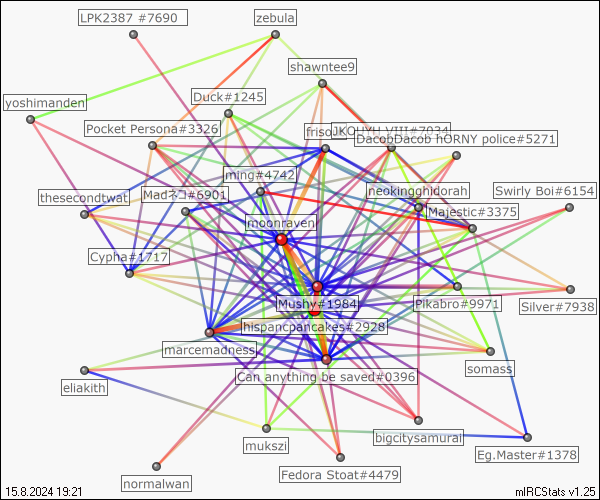 LPK2387 #7690
zebula
shawntee9
Duck#1245
yoshimanden
Pocket Persona#3326
friso
JKOUYU VIII#7034
DacobDacob hORNY police#5271
ming#4742
thesecondtwat
Madネコ#6901
neokingghidorah
Swirly Boi#6154
Majestic#3375
moonraven
Cypha#1717
Mushy#1984
Pikabro#9971
Silver#7938
hispancpancakes#2928
marcemadness
somass
Can anything be saved#0396
eliakith
bigcitysamurai
mukszi
Eg.Master#1378
Fedora Stoat#4479
normalwan
15.8.2024 19:21
mIRCStats v1.25